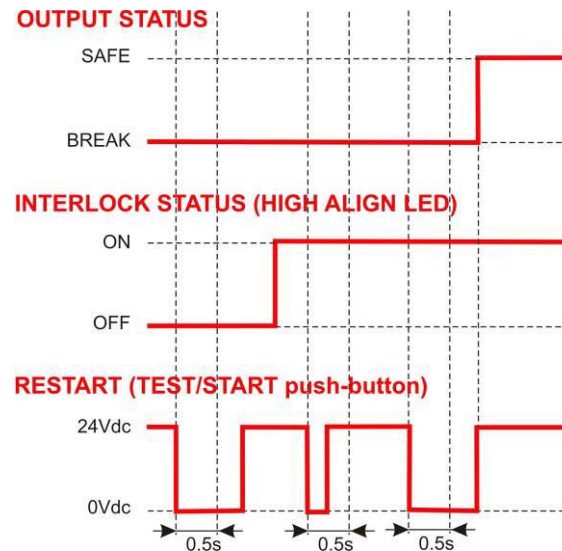 OUTPUT STATUS
SAFE
BREAK
INTERLOCK STATUS (HIGH ALIGN LED)
ON
OFF
RESTART (TEST/START push-button)
24Vdc
0Vdc
0.5s 0.5s 0.5s